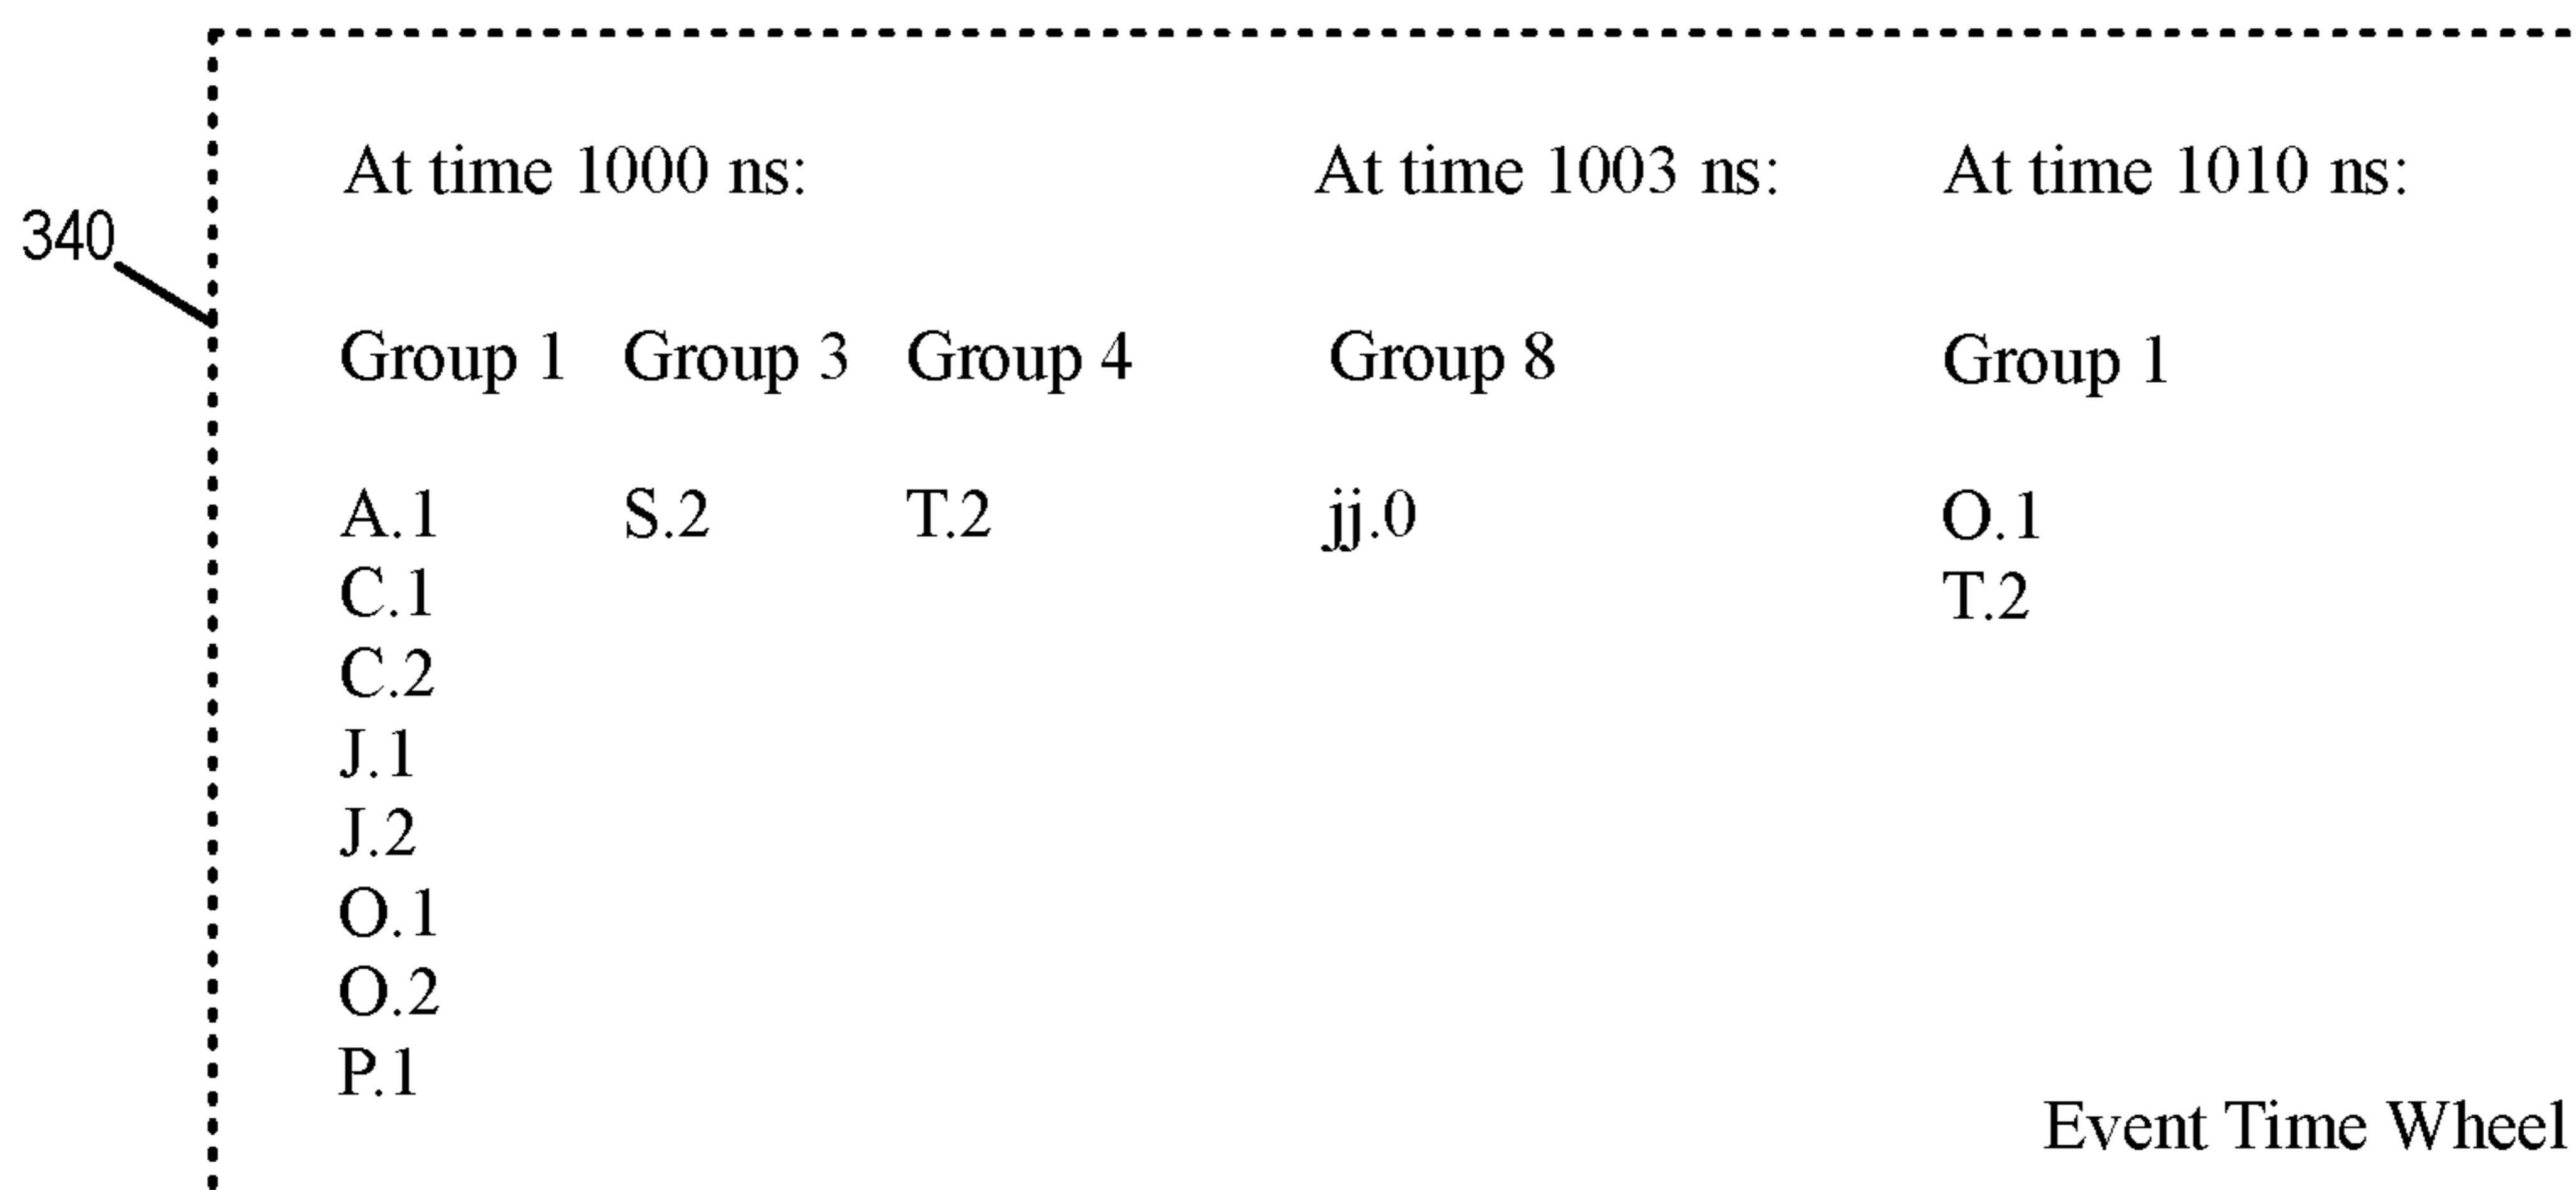 At time 1000 ns: At time 1003 ns: At time 1010 ns:
340
Group 1 Group 3 Group 4 Group 8 Group 1
A.1 S.2 T.2 jj.0 O.1
C.1 T.2
C.2
J.1
J.2
O.1
O.2
P.1
Event Time Wheel